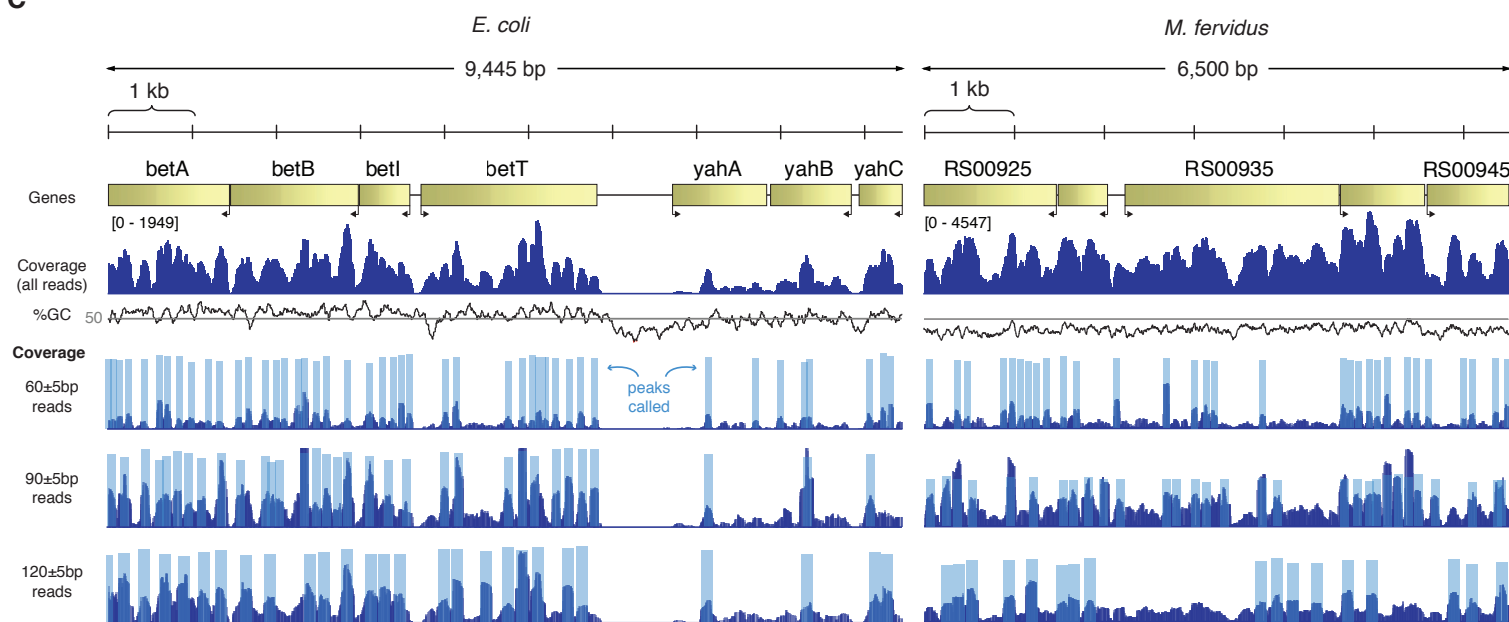 C
E. coli
M. fervidus
9,445 bp
6,500 bp
1 kb
1 kb
betA betB betI betT yahA yahB yahC
RS00925 RS00935 RS00945
Genes
[0 - 1949]
[0 - 4547]
Coverage
(all reads)
%GC 50
Coverage
60±5bp
reads
peaks
called
90±5bp
reads
120±5bp
reads